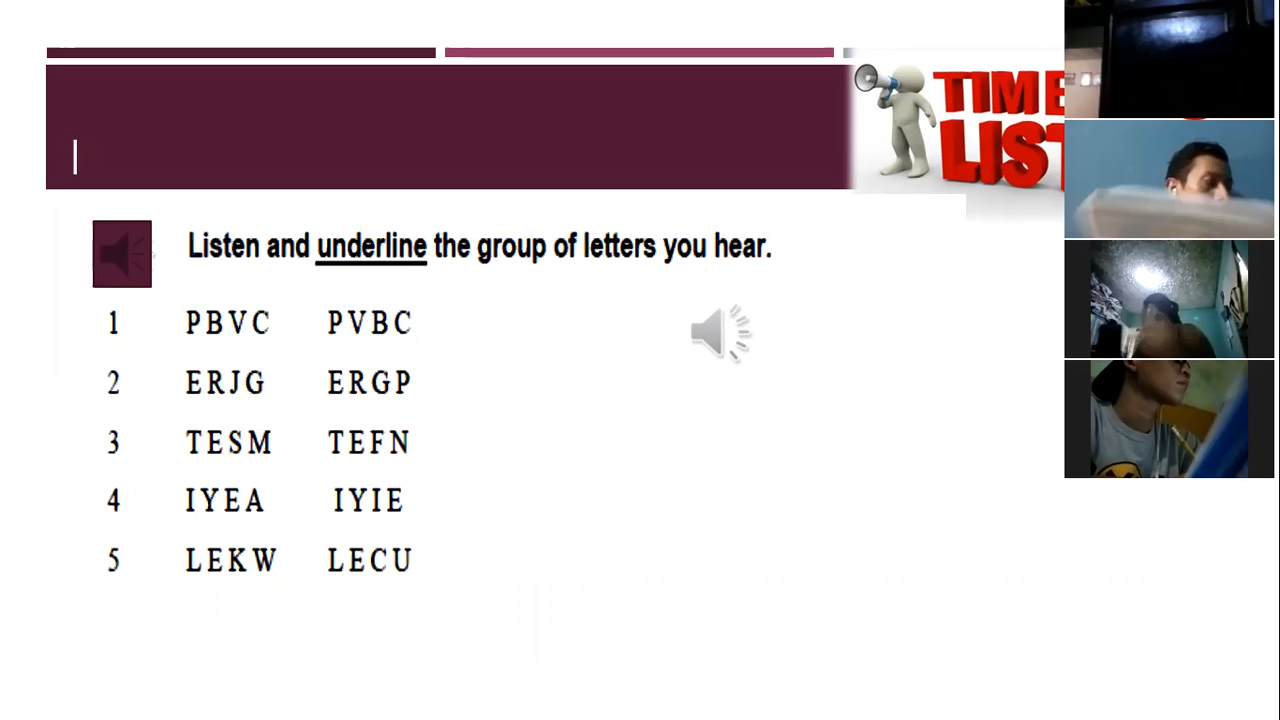 TIME
LIST
Listen and underline the group of letters you hear.
1 PBVC PVBC
2 ERJG ERGP
3 TESM TEFN
4 IYEA IYIE
5 LEKW LECU